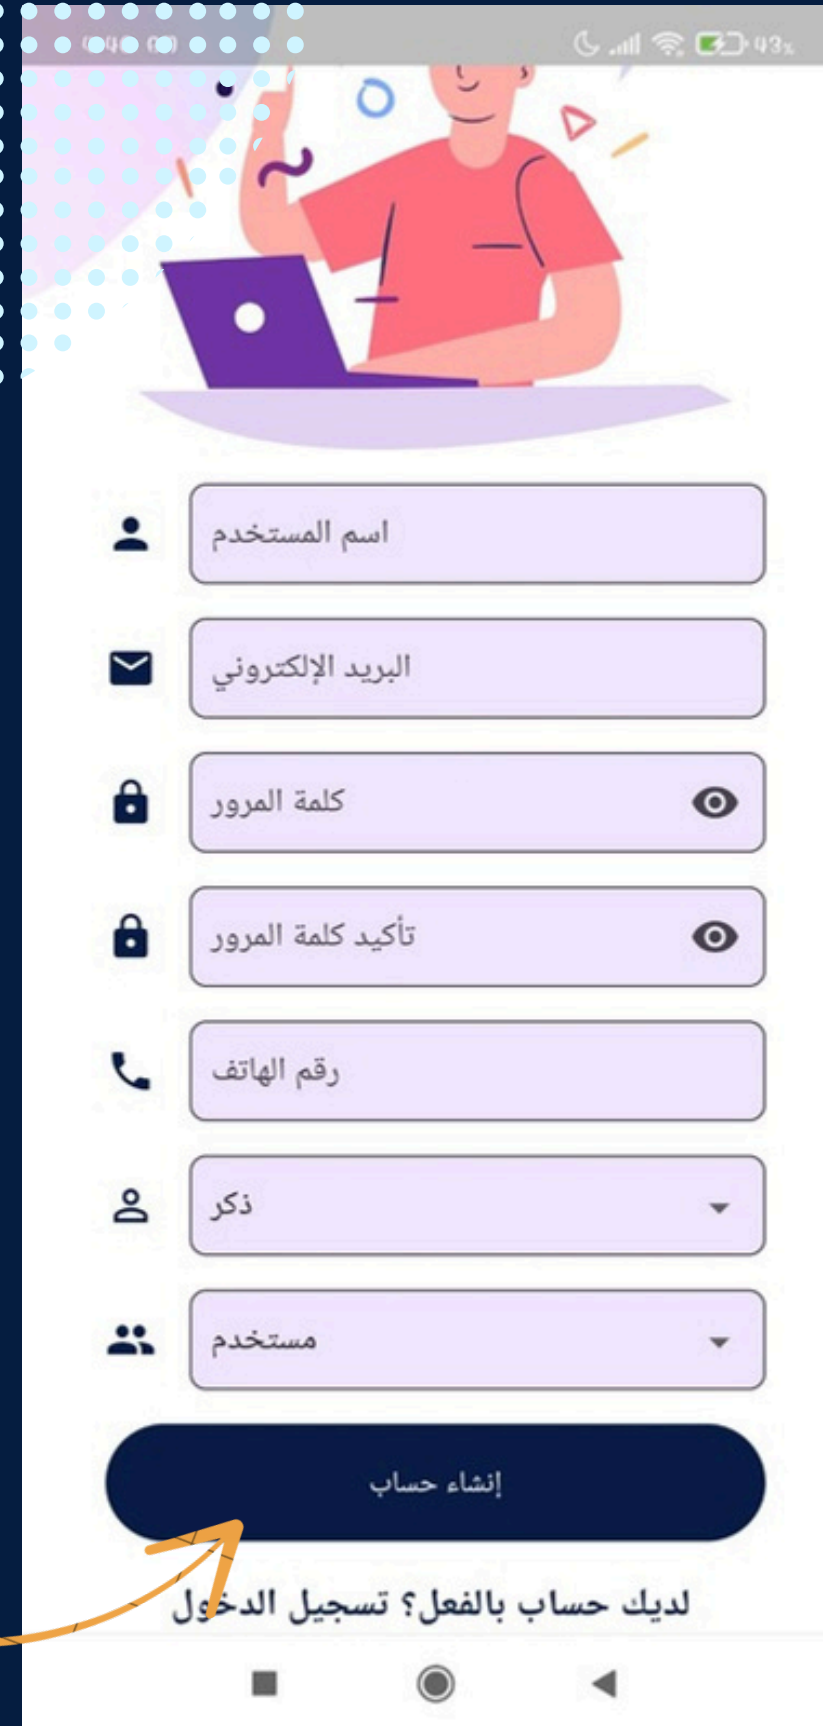 43%
اسم المستخدم
البريد الإلكتروني
كلمة المرور
تأكيد كلمة المرور
رقم الهاتف
ذكر
مستخدم
إنشاء حساب
لديك حساب بالفعل؟ تسجيل الدخول